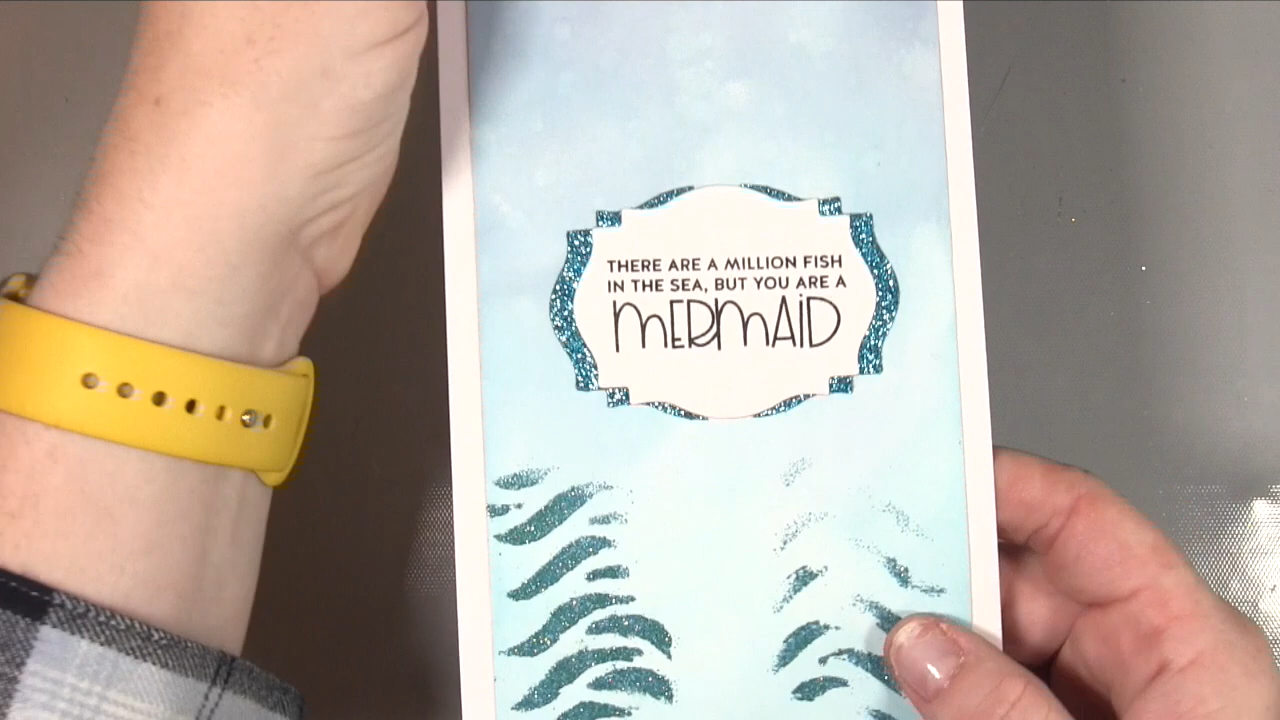 THERE ARE A MILLION FISH
IN THE SEA, BUT YOU ARE A
MERMAID